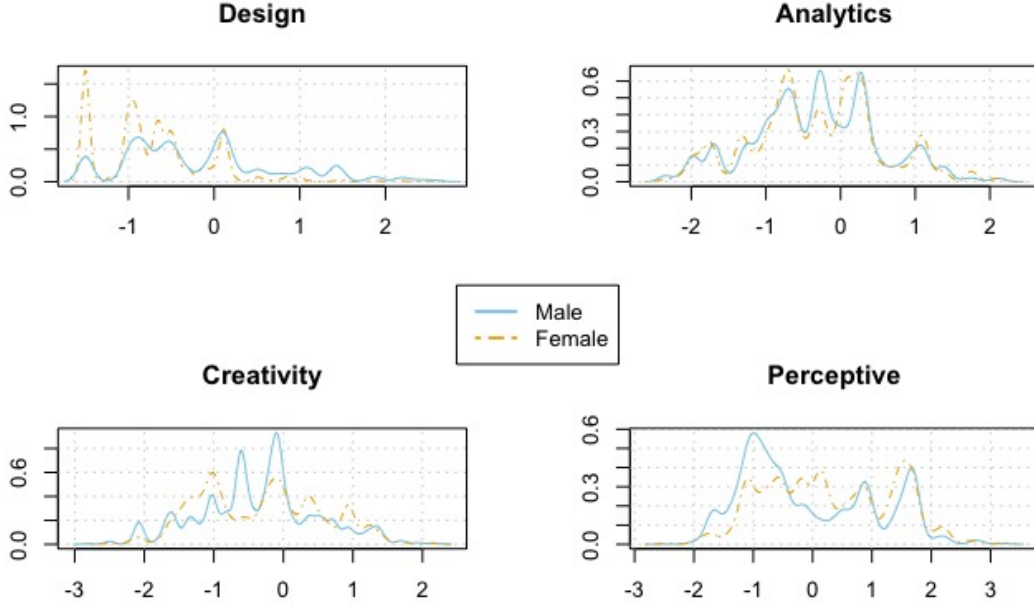 Design
0.0 1.0
-1 0 1 2
Analytics
0.0 0.3 0.6
-2 -1 0 1 2
Male
Female
Creativity
0.0 0.6
-3 -2 -1 0 1 2
Perceptive
0.0 0.3 0.6
-3 -2 -1 0 1 2 3